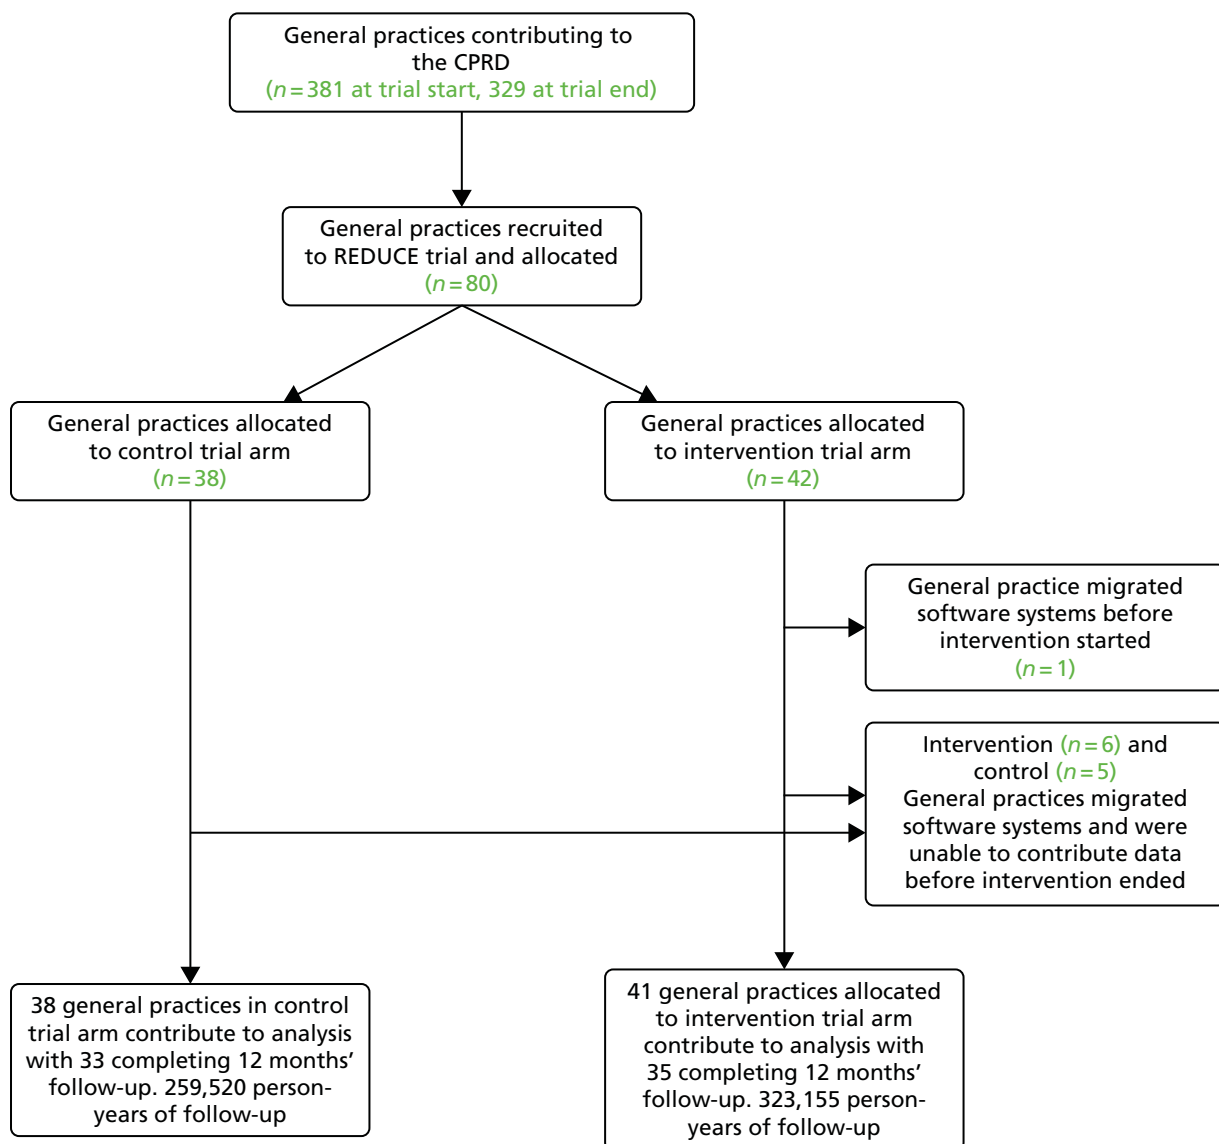 General practices contributing to
the CPRD
(n=381 at trial start, 329 at trial end)
General practices recruited
to REDUCE trial and allocated
(n=80)
General practices allocated
to control trial arm
(n=38)
General practices allocated
to intervention trial arm
(n=42)
General practice migrated
software systems before
intervention started
(n=1)
Intervention (n=6) and
control (n=5)
General practices migrated
software systems and were
unable to contribute data
before intervention ended
38 general practices in control
trial arm contribute to analysis
with 33 completing 12 months’
follow-up. 259,520 person-
years of follow-up
41 general practices allocated
to intervention trial arm
contribute to analysis with
35 completing 12 months’
follow-up. 323,155 person-
years of follow-up